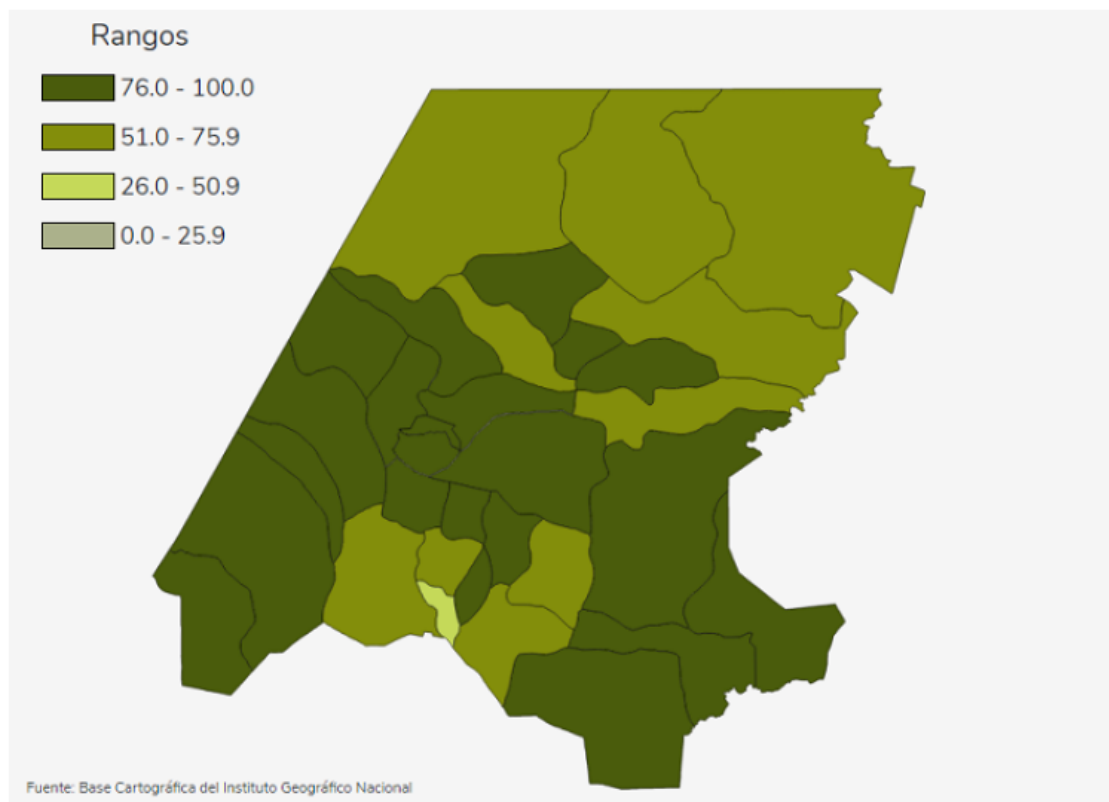 Rangos
76.0 - 100.0
51.0 - 75.9
26.0 - 50.9
0.0 - 25.9
Fuente: Base Cartográfica del Instituto Geográfico Nacional